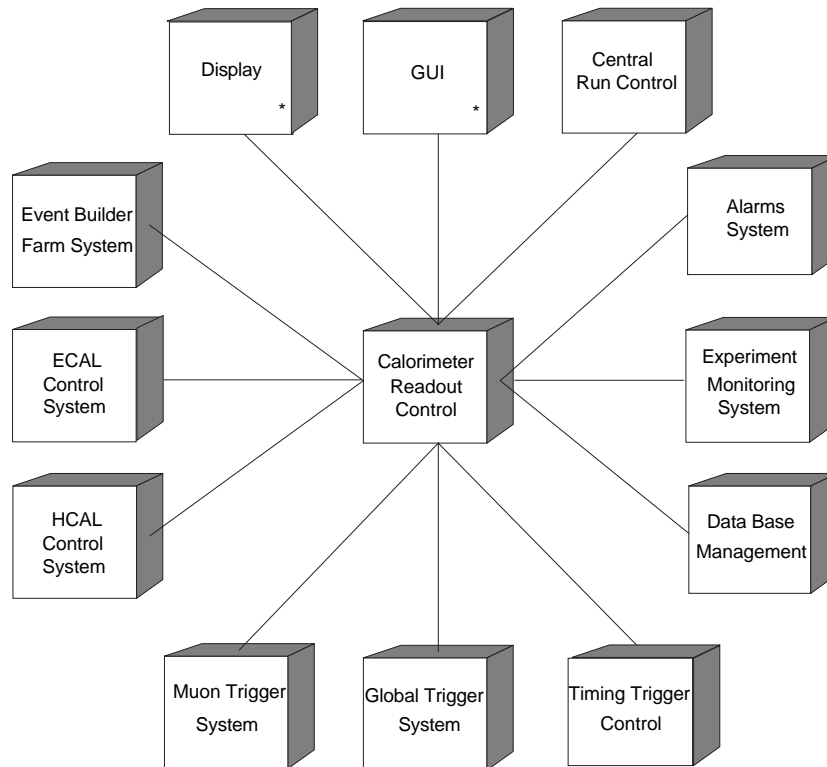 Display
*
GUI
*
Central
Run Control
Event Builder
Farm System
Alarms
System
ECAL
Control
System
Calorimeter
Readout
Control
Experiment
Monitoring
System
HCAL
Control
System
Data Base
Management
Muon Trigger
System
Global Trigger
System
Timing Trigger
Control